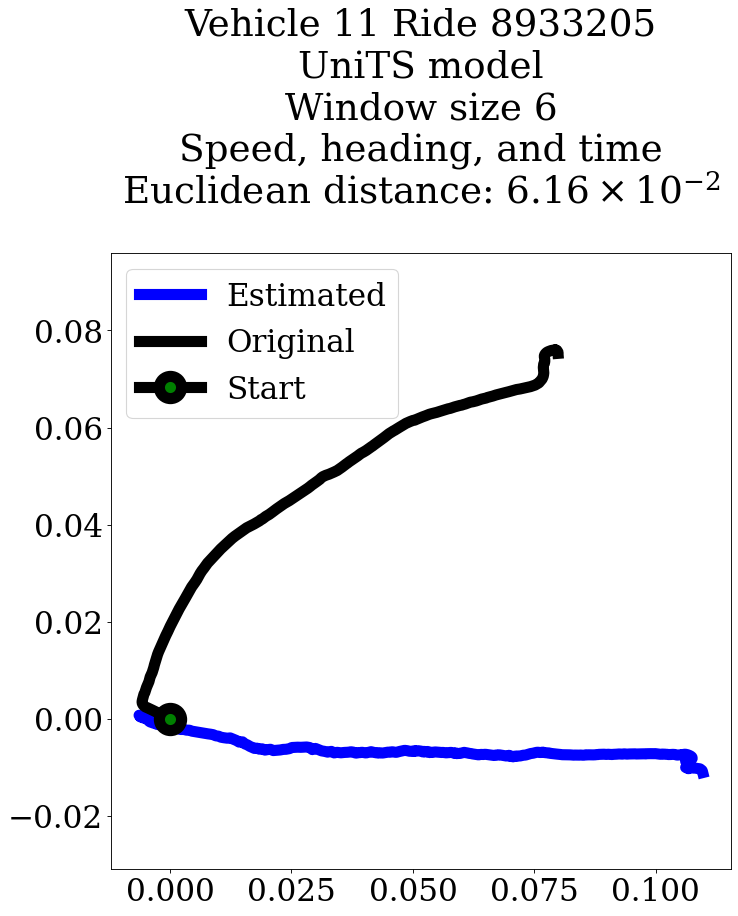 Vehicle 11 Ride 8933205
UniTS model
Window size 6
Speed, heading, and time
Euclidean distance: 6.16 × 10⁻²
Estimated
Original
Start
0.08
0.06
0.04
0.02
0.00
−0.02
0.000 0.025 0.050 0.075 0.100